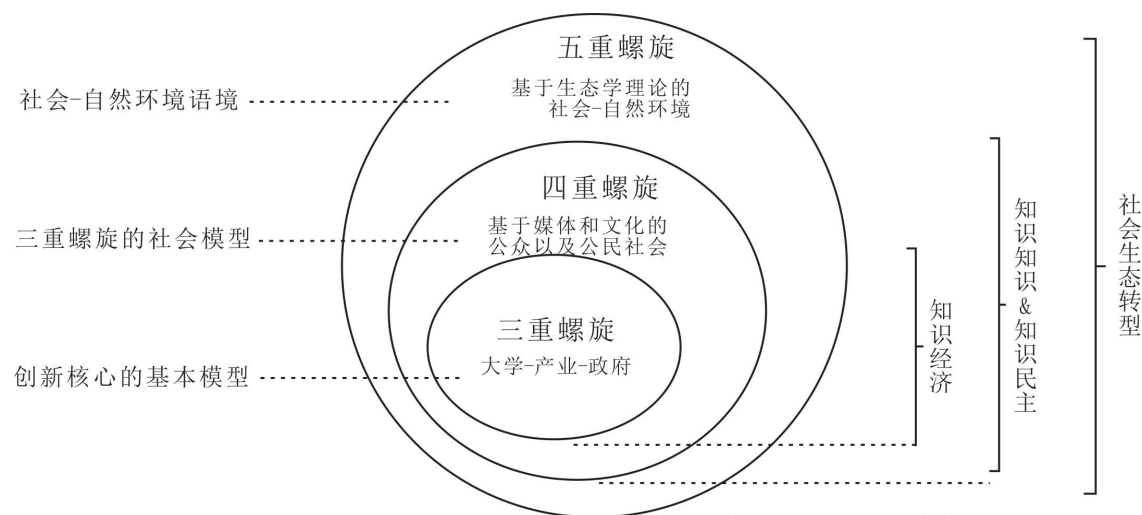 五重螺旋
基于生态学理论的
社会-自然环境
社会-自然环境语境
四重螺旋
基于媒体和文化的
公众以及公民社会
三重螺旋的社会模型
三重螺旋
大学-产业-政府
创新核心的基本模型
知识经济
知识知识&知识民主
社会生态转型